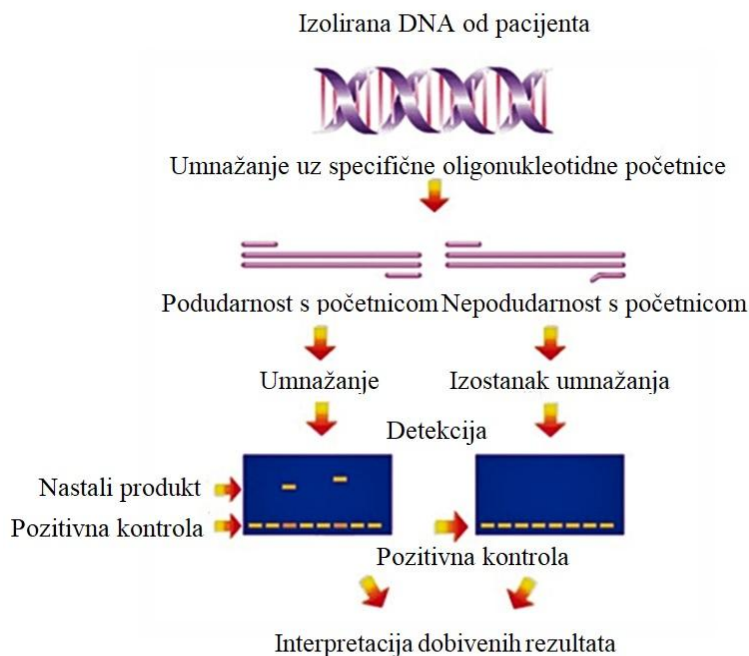 Izolirana DNA od pacijenta
Umnažanje uz specifične oligonukleotidne početnice
Podudarnost s početnicom
Nepodudarnost s početnicom
Umnažanje
Izostanak umnažanja
Detekcija
Nastali produkt
Pozitivna kontrola
Pozitivna kontrola
Interpretacija dobivenih rezultata